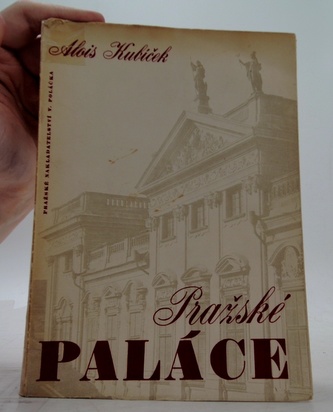 Alois Kubíček
PRAŽSKÉ NAKLADATELSTVÍ V. POLÁČKA
Pražské
PALÁCE